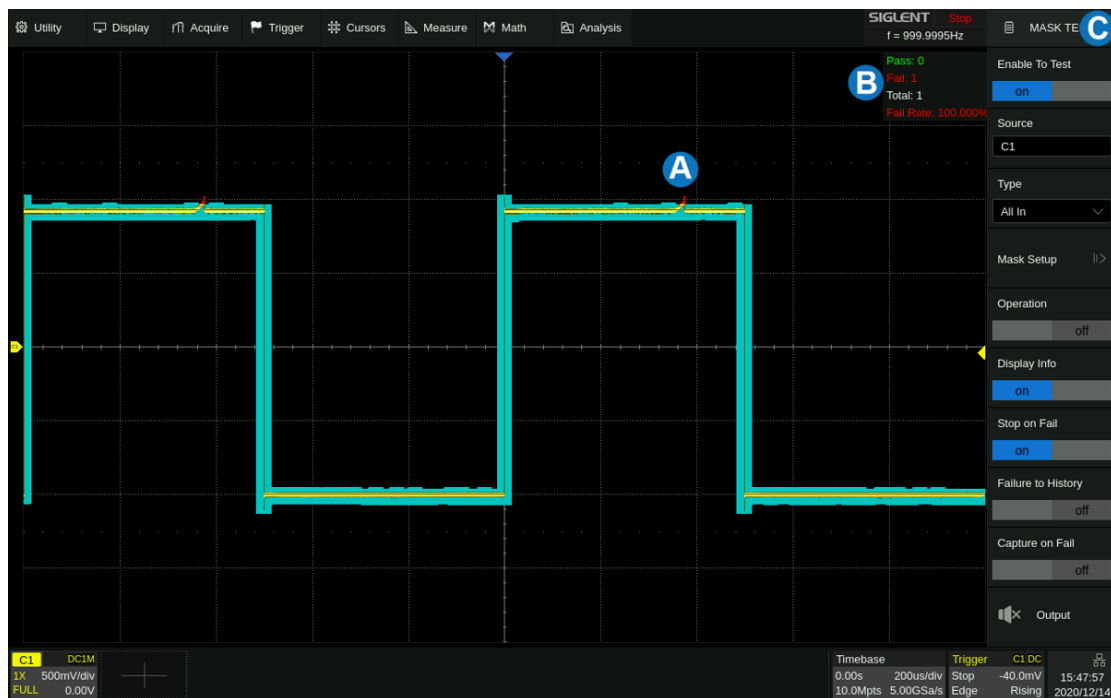 Utility Display Acquire Trigger Cursors Measure Math Analysis
SIGLENT Stop
f = 999.9995Hz
MASK TE
C
Pass: 0
Fail: 1
Total: 1
Fail Rate: 100.000%
B
A
Enable To Test
on
Source
C1
Type
All In
Mask Setup
Operation
off
Display Info
on
Stop on Fail
on
Failure to History
off
Capture on Fail
off
Output
C1 DC1M
1X 500mV/div
FULL 0.00V
Timebase
0.00s 200us/div
10.0Mpts 5.00GSa/s
Trigger C1 DC
Stop -40.0mV
Edge Rising
15:47:57
2020/12/14